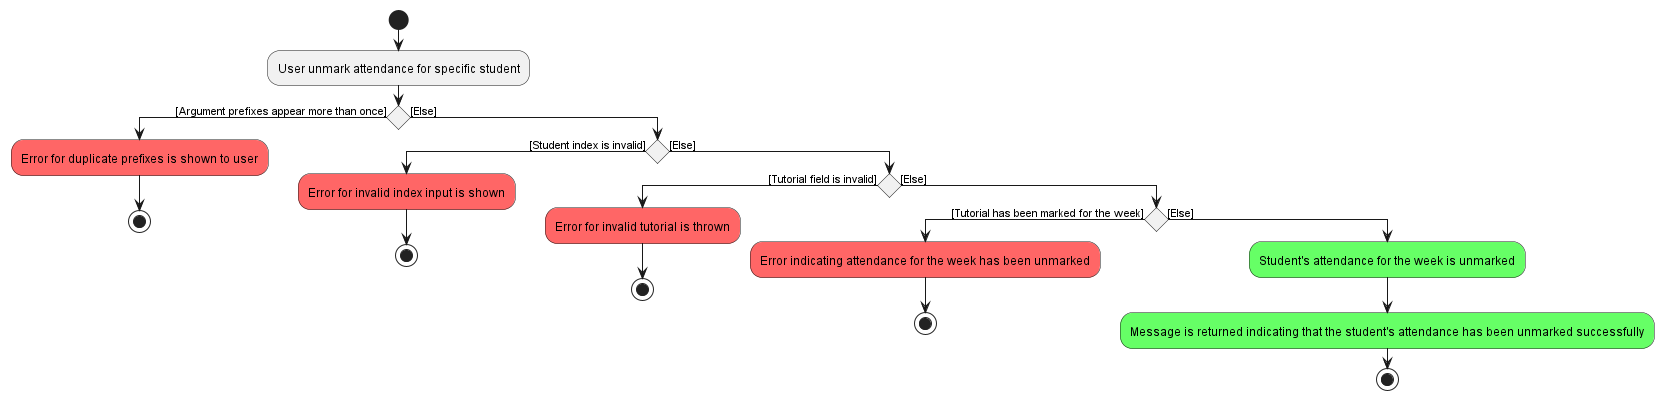 User unmark attendance for specific student
[Argument prefixes appear more than once]
[Else]
Error for duplicate prefixes is shown to user
[Student index is invalid]
[Else]
Error for invalid index input is shown
[Tutorial field is invalid]
[Else]
Error for invalid tutorial is thrown
[Tutorial has been marked for the week]
[Else]
Error indicating attendance for the week has been unmarked
Student's attendance for the week is unmarked
Message is returned indicating that the student's attendance has been unmarked successfully